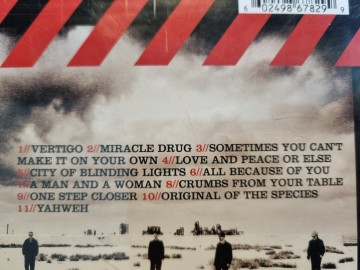 6 02498 67829 9
1//VERTIGO 2//MIRACLE DRUG 3//SOMETIMES YOU CAN'T
MAKE IT ON YOUR OWN 4//LOVE AND PEACE OR ELSE
5//CITY OF BLINDING LIGHTS 6//ALL BECAUSE OF YOU
7//A MAN AND A WOMAN 8//CRUMBS FROM YOUR TABLE
9//ONE STEP CLOSER 10//ORIGINAL OF THE SPECIES
11//YAHWEH